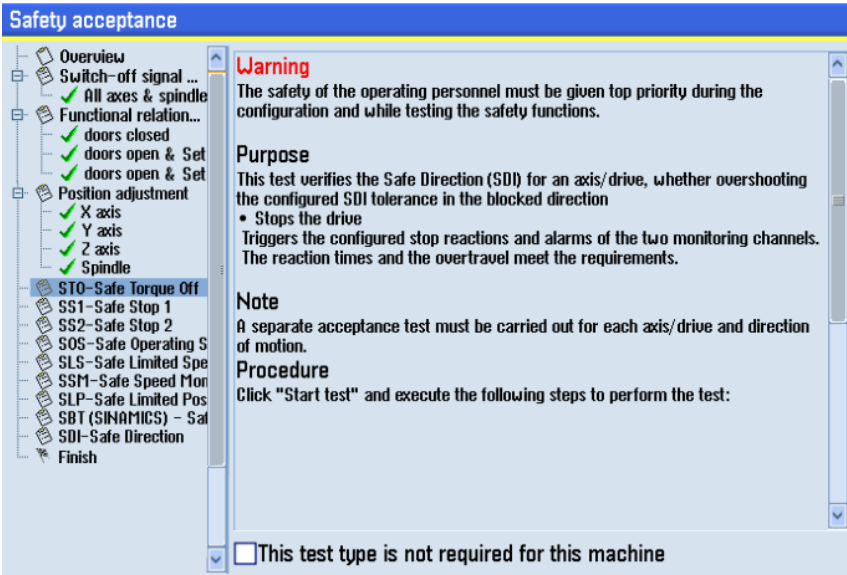 Safety acceptance
Overview
Switch-off signal ...
All axes & spindle
Functional relation...
doors closed
doors open & Set
doors open & Set
Position adjustment
X axis
Y axis
Z axis
Spindle
STO-Safe Torque Off
SS1-Safe Stop 1
SS2-Safe Stop 2
SOS-Safe Operating S
SLS-Safe Limited Spe
SSM-Safe Speed Mon
SLP-Safe Limited Pos
SBT (SINAMICS) - Saf
SDI-Safe Direction
Finish
Warning
The safety of the operating personnel must be given top priority during the
configuration and while testing the safety functions.
Purpose
This test verifies the Safe Direction (SDI) for an axis/drive, whether overshooting
the configured SDI tolerance in the blocked direction
• Stops the drive
Triggers the configured stop reactions and alarms of the two monitoring channels.
The reaction times and the overtravel meet the requirements.
Note
A separate acceptance test must be carried out for each axis/drive and direction
of motion.
Procedure
Click "Start test" and execute the following steps to perform the test:
This test type is not required for this machine